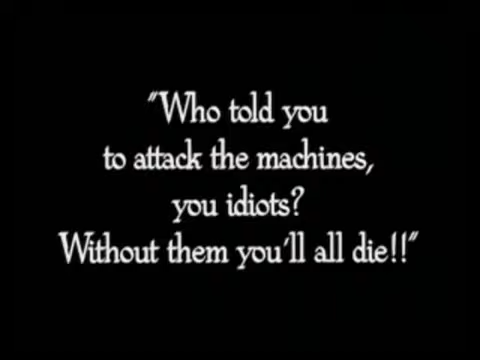 "Who told you
to attack the machines,
you idiots?
Without them you'll all die!!"